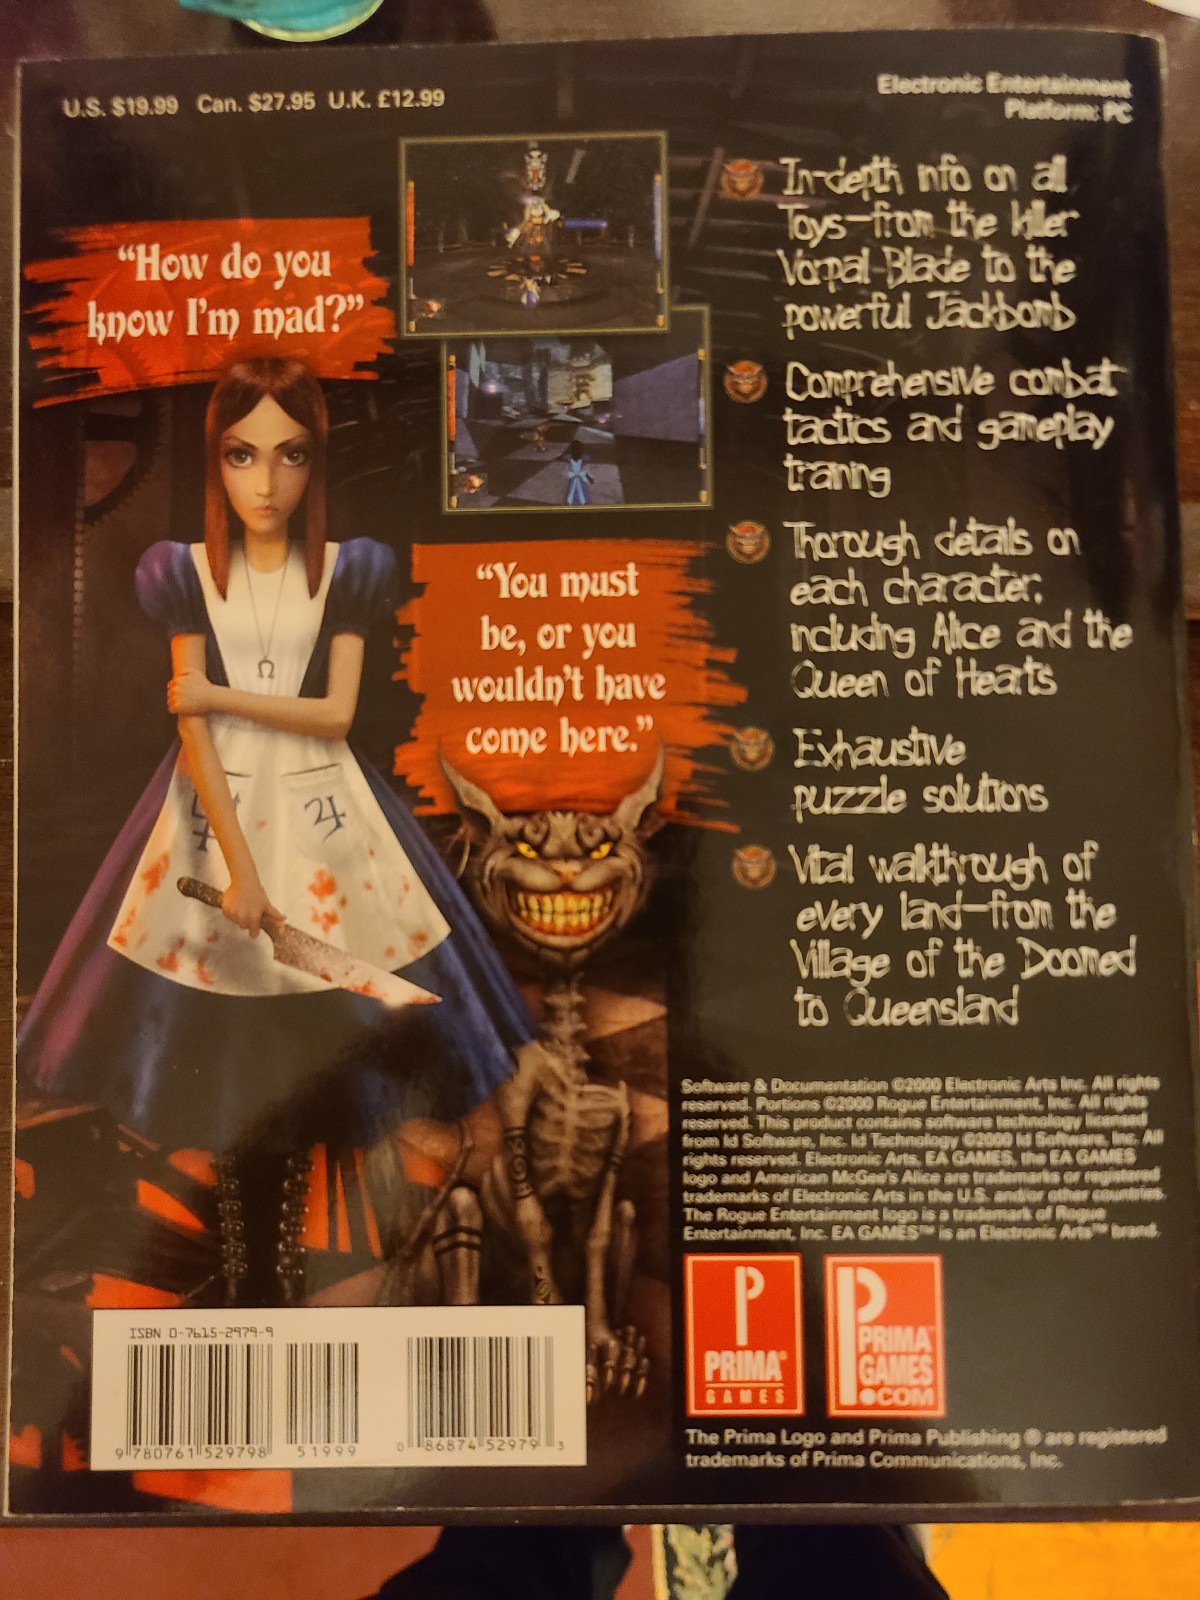 U.S. $19.99 Can. $27.95 U.K. £12.99
Electronic Entertainment
Platform: PC
"How do you
know I'm mad?"
"You must
be, or you
wouldn't have
come here."
In-depth info on all
Toys—from the killer
Vorpal Blade to the
powerful Jackbomb
Comprehensive combat
tactics and gameplay
training
Thorough details on
each character,
including Alice and the
Queen of Hearts
Exhaustive
puzzle solutions
Vital walkthrough of
every land—from the
Village of the Doomed
to Queensland
Software & Documentation ©2000 Electronic Arts Inc. All rights
reserved. Portions ©2000 Rogue Entertainment, Inc. All rights
reserved. This product contains software technology licensed
from Id Software, Inc. Id Technology ©2000 Id Software, Inc. All
rights reserved. Electronic Arts, EA GAMES, the EA GAMES
logo and American McGee's Alice are trademarks or registered
trademarks of Electronic Arts in the U.S. and/or other countries.
The Rogue Entertainment logo is a trademark of Rogue
Entertainment, Inc. EA GAMES™ is an Electronic Arts™ brand.
P
PRIMA®
GAMES
P
PRIMA™
GAMES
.COM
The Prima Logo and Prima Publishing ® are registered
trademarks of Prima Communications, Inc.
ISBN 0-7615-2979-9
9 780761 529798
51999
0 86874 52979 3